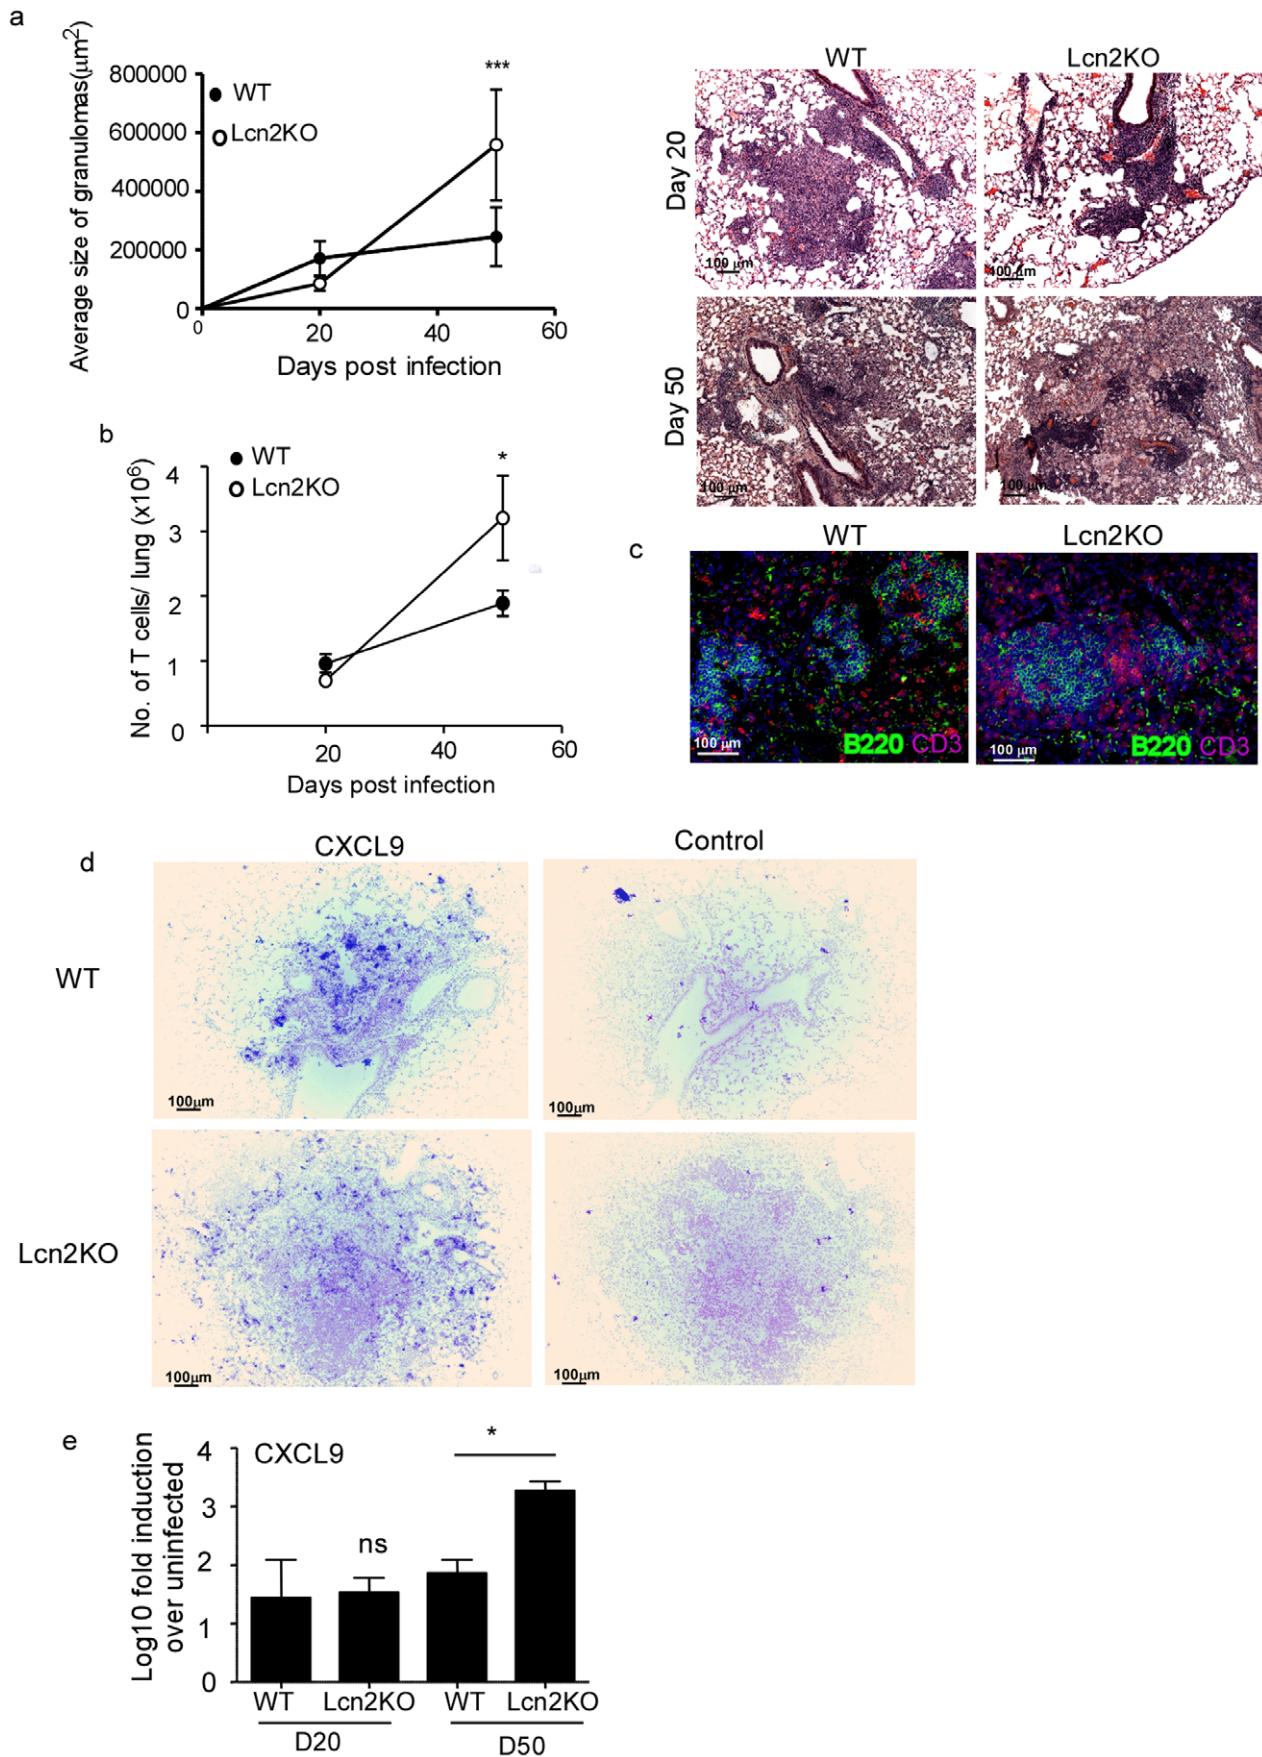 a
Average size of granulomas(μm²)
800000
600000
400000
200000
0
WT
Lcn2KO
***
0
20
40
60
Days post infection
WT
Lcn2KO
Day 20
100 μm
100 μm
Day 50
100 μm
100 μm
b
No. of T cells/ lung (x10⁶)
4
3
2
1
0
WT
Lcn2KO
*
20
40
60
Days post infection
c
WT
Lcn2KO
100 μm
B220 CD3
100 μm
B220 CD3
d
CXCL9
Control
WT
100μm
100μm
Lcn2KO
100μm
100μm
e
Log10 fold induction
over uninfected
4
3
2
1
0
CXCL9
ns
*
WT
Lcn2KO
WT
Lcn2KO
D20
D50